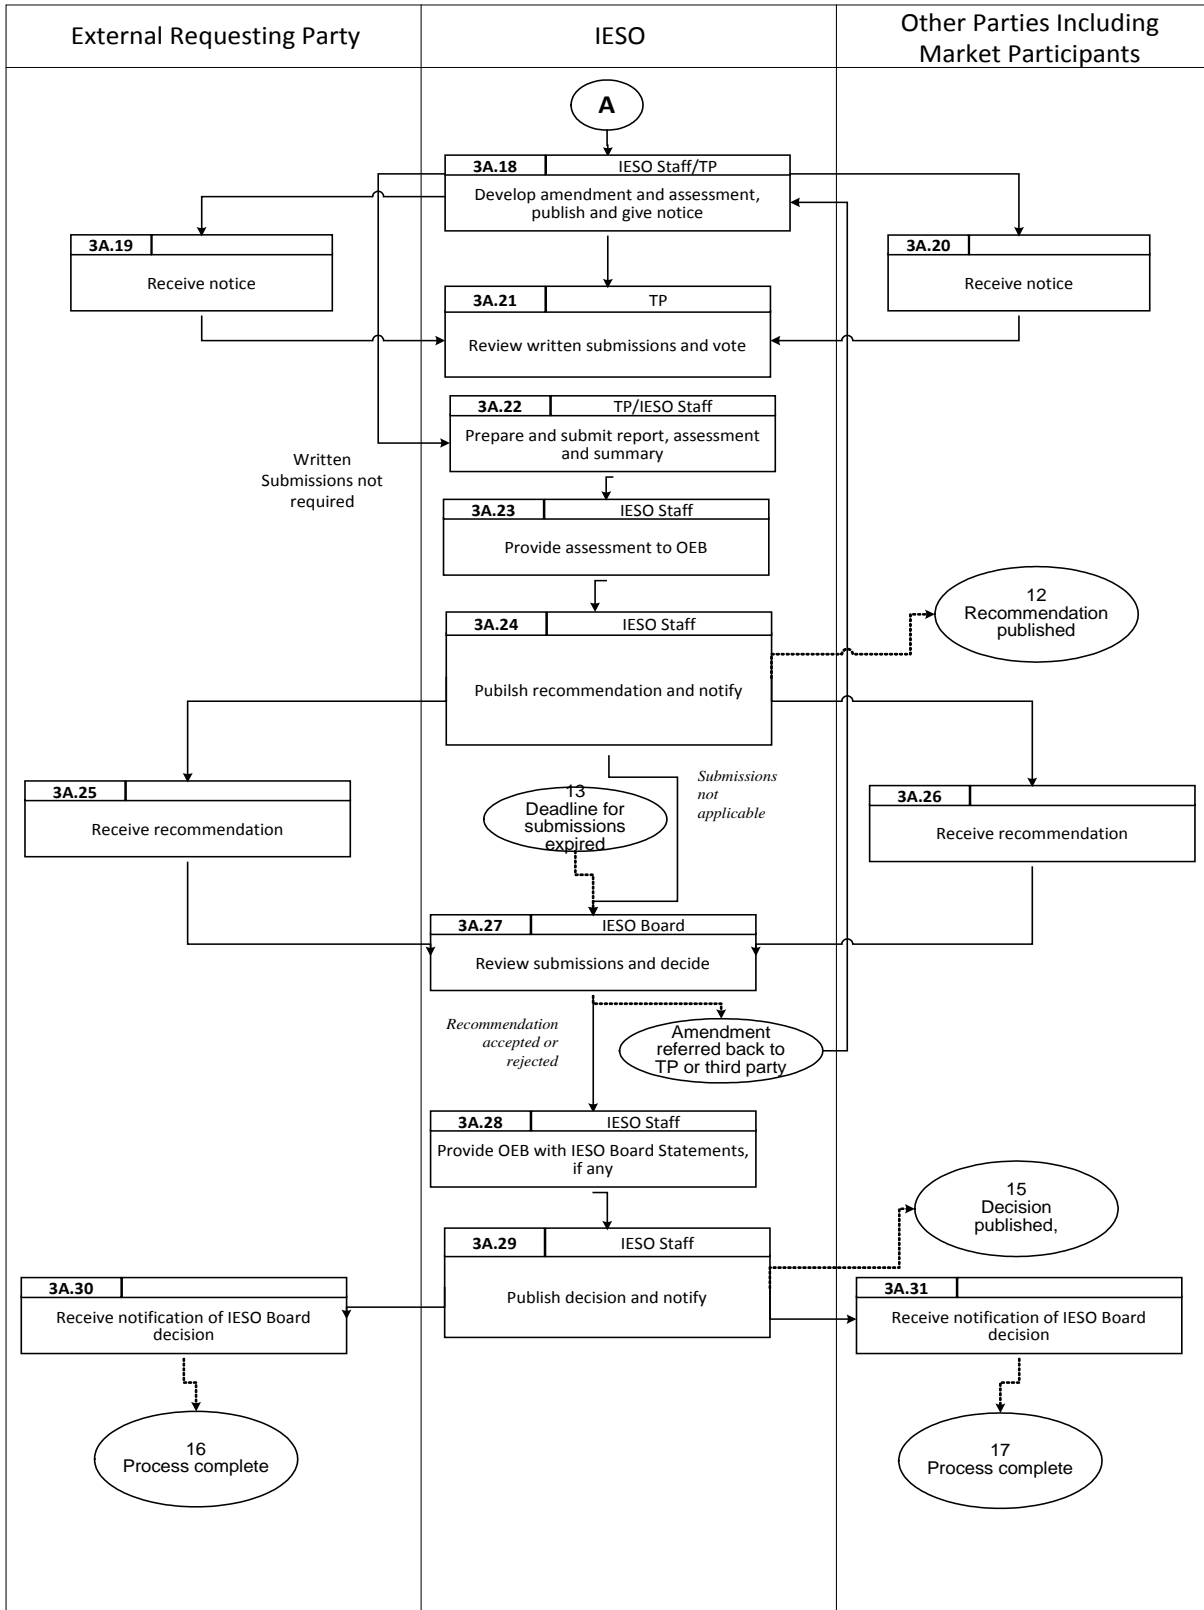 External Requesting Party
IESO
Other Parties Including
Market Participants
A
3A.18
IESO Staff/TP
Develop amendment and assessment,
publish and give notice
3A.19
Receive notice
3A.20
Receive notice
3A.21
TP
Review written submissions and vote
3A.22
TP/IESO Staff
Prepare and submit report, assessment
and summary
Written
Submissions not
required
3A.23
IESO Staff
Provide assessment to OEB
3A.24
IESO Staff
Pubilsh recommendation and notify
12
Recommendation
published
3A.25
Receive recommendation
13
Deadline for
submissions
expired
Submissions
not
applicable
3A.26
Receive recommendation
3A.27
IESO Board
Review submissions and decide
Recommendation
accepted or
rejected
Amendment
referred back to
TP or third party
3A.28
IESO Staff
Provide OEB with IESO Board Statements,
if any
3A.29
IESO Staff
Publish decision and notify
15
Decision
published,
3A.30
Receive notification of IESO Board
decision
3A.31
Receive notification of IESO Board
decision
16
Process complete
17
Process complete